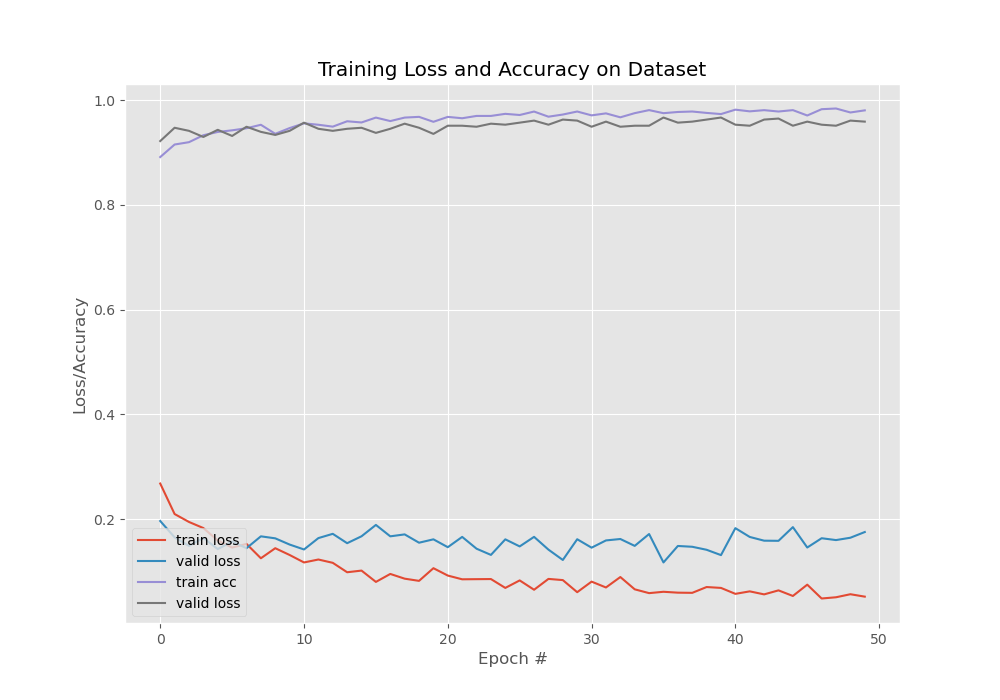 Training Loss and Accuracy on Dataset
Loss/Accuracy
1.0
0.8
0.6
0.4
0.2
train loss
valid loss
train acc
valid loss
0 10 20 30 40 50
Epoch #